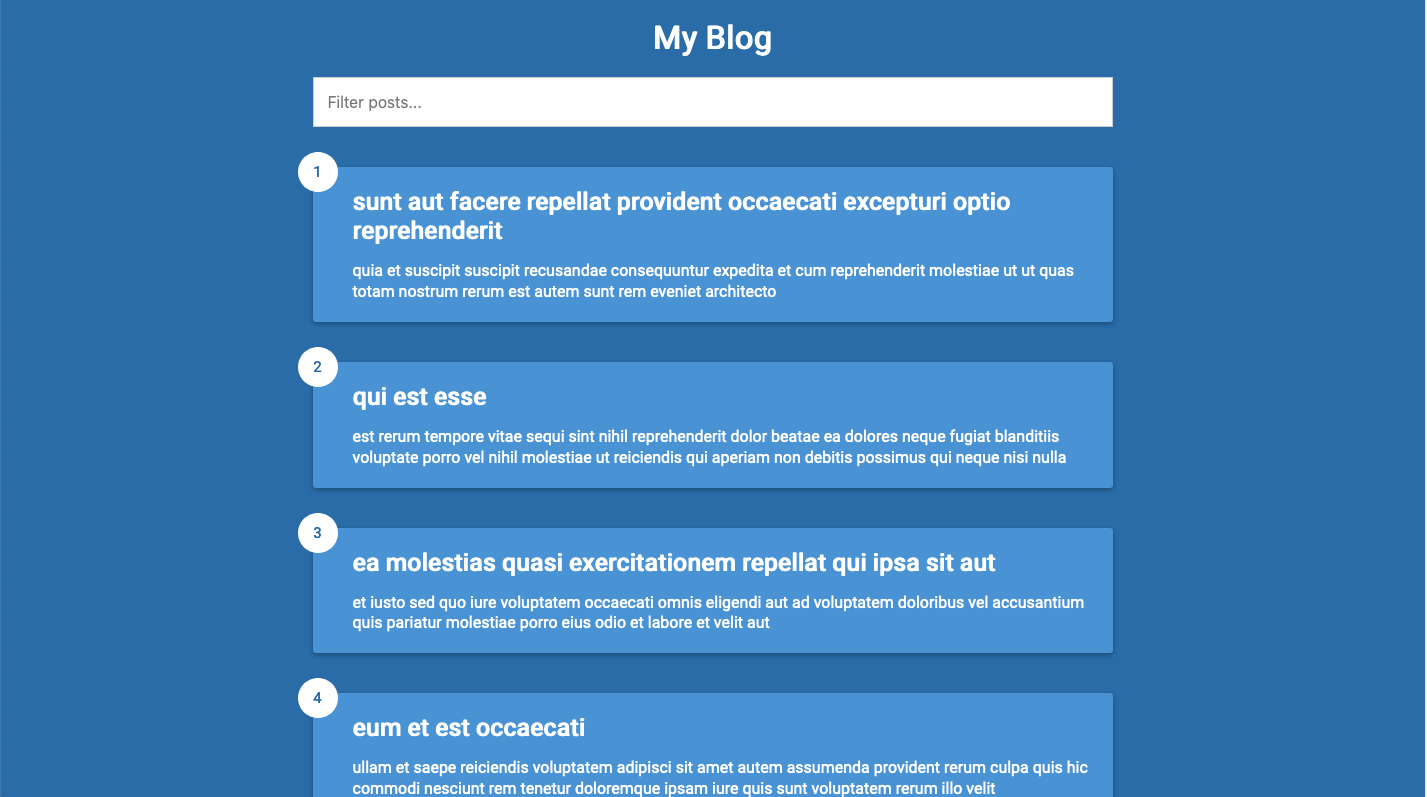 My Blog
Filter posts...
1
sunt aut facere repellat provident occaecati excepturi optio
reprehenderit
quia et suscipit suscipit recusandae consequuntur expedita et cum reprehenderit molestiae ut ut quas
totam nostrum rerum est autem sunt rem eveniet architecto
2
qui est esse
est rerum tempore vitae sequi sint nihil reprehenderit dolor beatae ea dolores neque fugiat blanditiis
voluptate porro vel nihil molestiae ut reiciendis qui aperiam non debitis possimus qui neque nisi nulla
3
ea molestias quasi exercitationem repellat qui ipsa sit aut
et iusto sed quo iure voluptatem occaecati omnis eligendi aut ad voluptatem doloribus vel accusantium
quis pariatur molestiae porro eius odio et labore et velit aut
4
eum et est occaecati
ullam et saepe reiciendis voluptatem adipisci sit amet autem assumenda provident rerum culpa quis hic
commodi nesciunt rem tenetur doloremque ipsam iure quis sunt voluptatem rerum illo velit